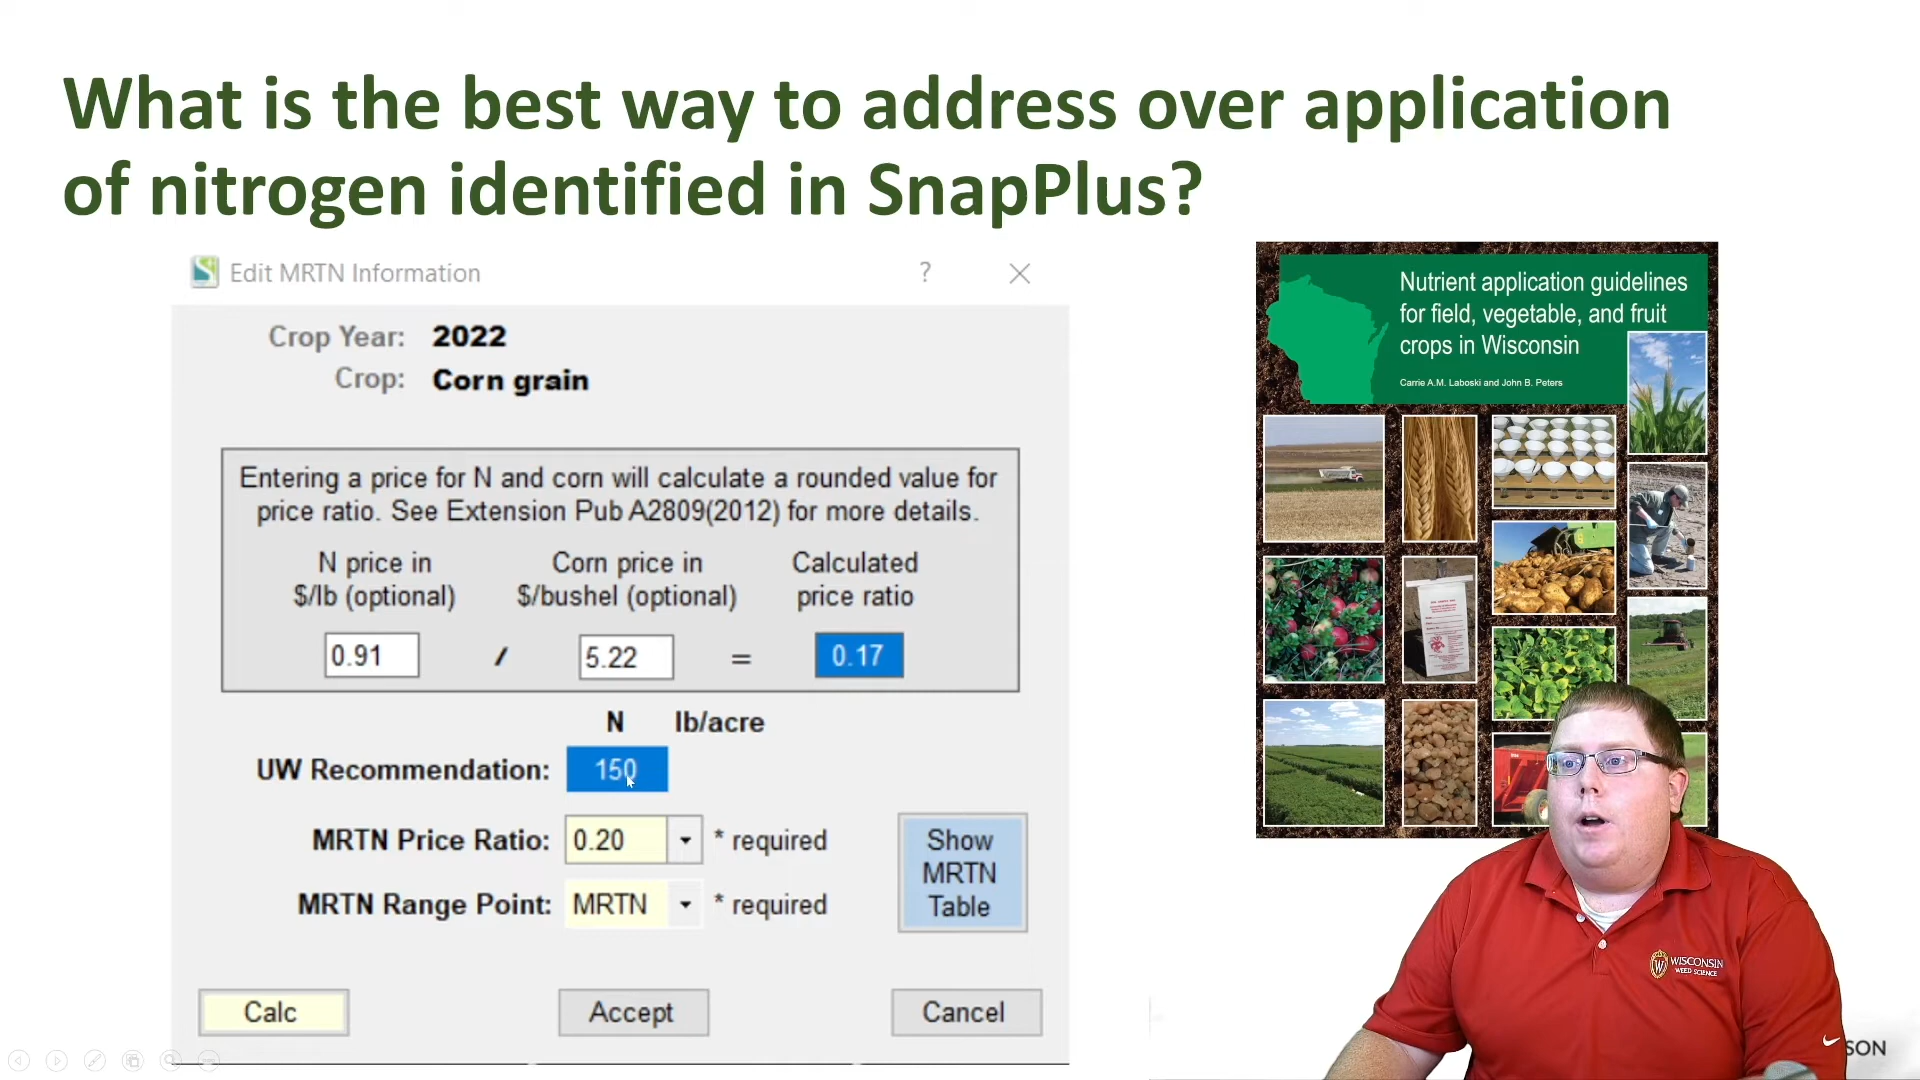 What is the best way to address over application
of nitrogen identified in SnapPlus?
Edit MRTN Information
?
Crop Year: 2022
Crop: Corn grain
Entering a price for N and corn will calculate a rounded value for
price ratio. See Extension Pub A2809(2012) for more details.
N price in
$/lb (optional)
Corn price in
$/bushel (optional)
Calculated
price ratio
0.91 / 5.22 = 0.17
N lb/acre
UW Recommendation: 150
MRTN Price Ratio: 0.20 * required
MRTN Range Point: MRTN * required
Show
MRTN
Table
Calc
Accept
Cancel
Nutrient application guidelines
for field, vegetable, and fruit
crops in Wisconsin
Carrie A.M. Laboski and John B. Peters
W
WISCONSIN
WEED SCIENCE
SON